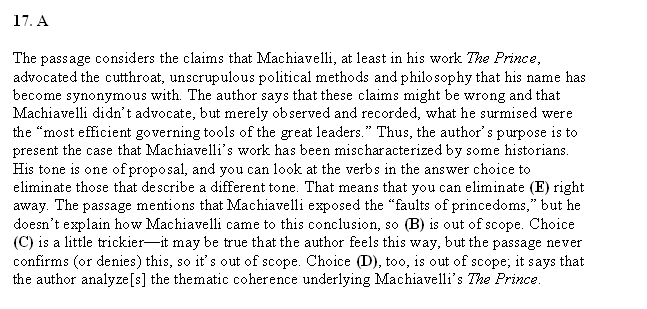 17. A
The passage considers the claims that Machiavelli, at least in his work The Prince,
advocated the cutthroat, unscrupulous political methods and philosophy that his name has
become synonymous with. The author says that these claims might be wrong and that
Machiavelli didn't advocate, but merely observed and recorded, what he surmised were
the “most efficient governing tools of the great leaders.” Thus, the author's purpose is to
present the case that Machiavelli's work has been mischaracterized by some historians.
His tone is one of proposal, and you can look at the verbs in the answer choice to
eliminate those that describe a different tone. That means that you can eliminate (E) right
away. The passage mentions that Machiavelli exposed the “faults of princedoms,” but he
doesn't explain how Machiavelli came to this conclusion, so (B) is out of scope. Choice
(C) is a little trickier—it may be true that the author feels this way, but the passage never
confirms (or denies) this, so it's out of scope. Choice (D), too, is out of scope; it says that
the author analyze[s] the thematic coherence underlying Machiavelli's The Prince.